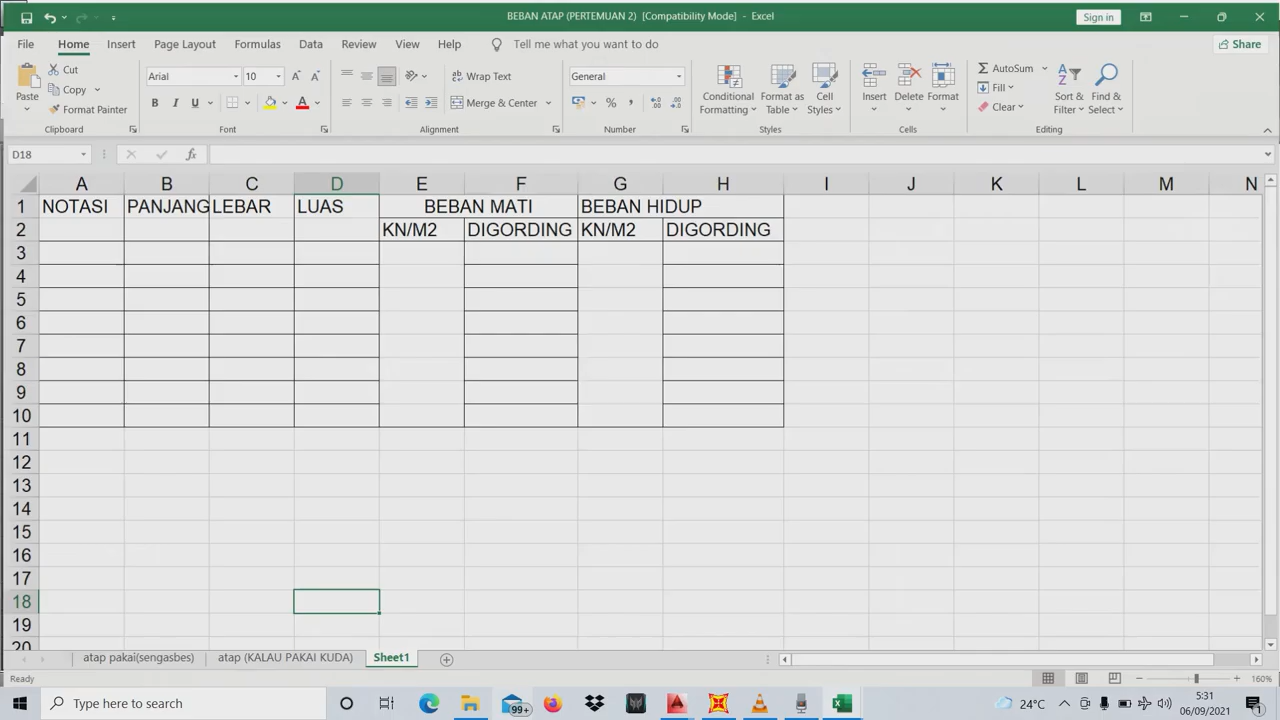 BEBAN ATAP (PERTEMUAN 2) [Compatibility Mode] - Excel
Sign in
File Home Insert Page Layout Formulas Data Review View Help Tell me what you want to do Share
Paste Cut Copy Format Painter Clipboard
Arial 10 A A B I U A Font
Wrap Text Merge & Center Alignment
General % , Number
Conditional Formatting Format as Table Cell Styles Styles
Insert Delete Format Cells
AutoSum Fill Clear Sort & Filter Find & Select Editing
D18 fx
A B C D E F G H I J K L M N
1 NOTASI PANJANG LEBAR LUAS BEBAN MATI BEBAN HIDUP
2 KN/M2 DIGORDING KN/M2 DIGORDING
3
4
5
6
7
8
9
10
11
12
13
14
15
16
17
18
19
20
atap pakai(sengasbes) atap (KALAU PAKAI KUDA) Sheet1
Ready 160%
Type here to search 99+ 24°C 5:31
06/09/2021 1